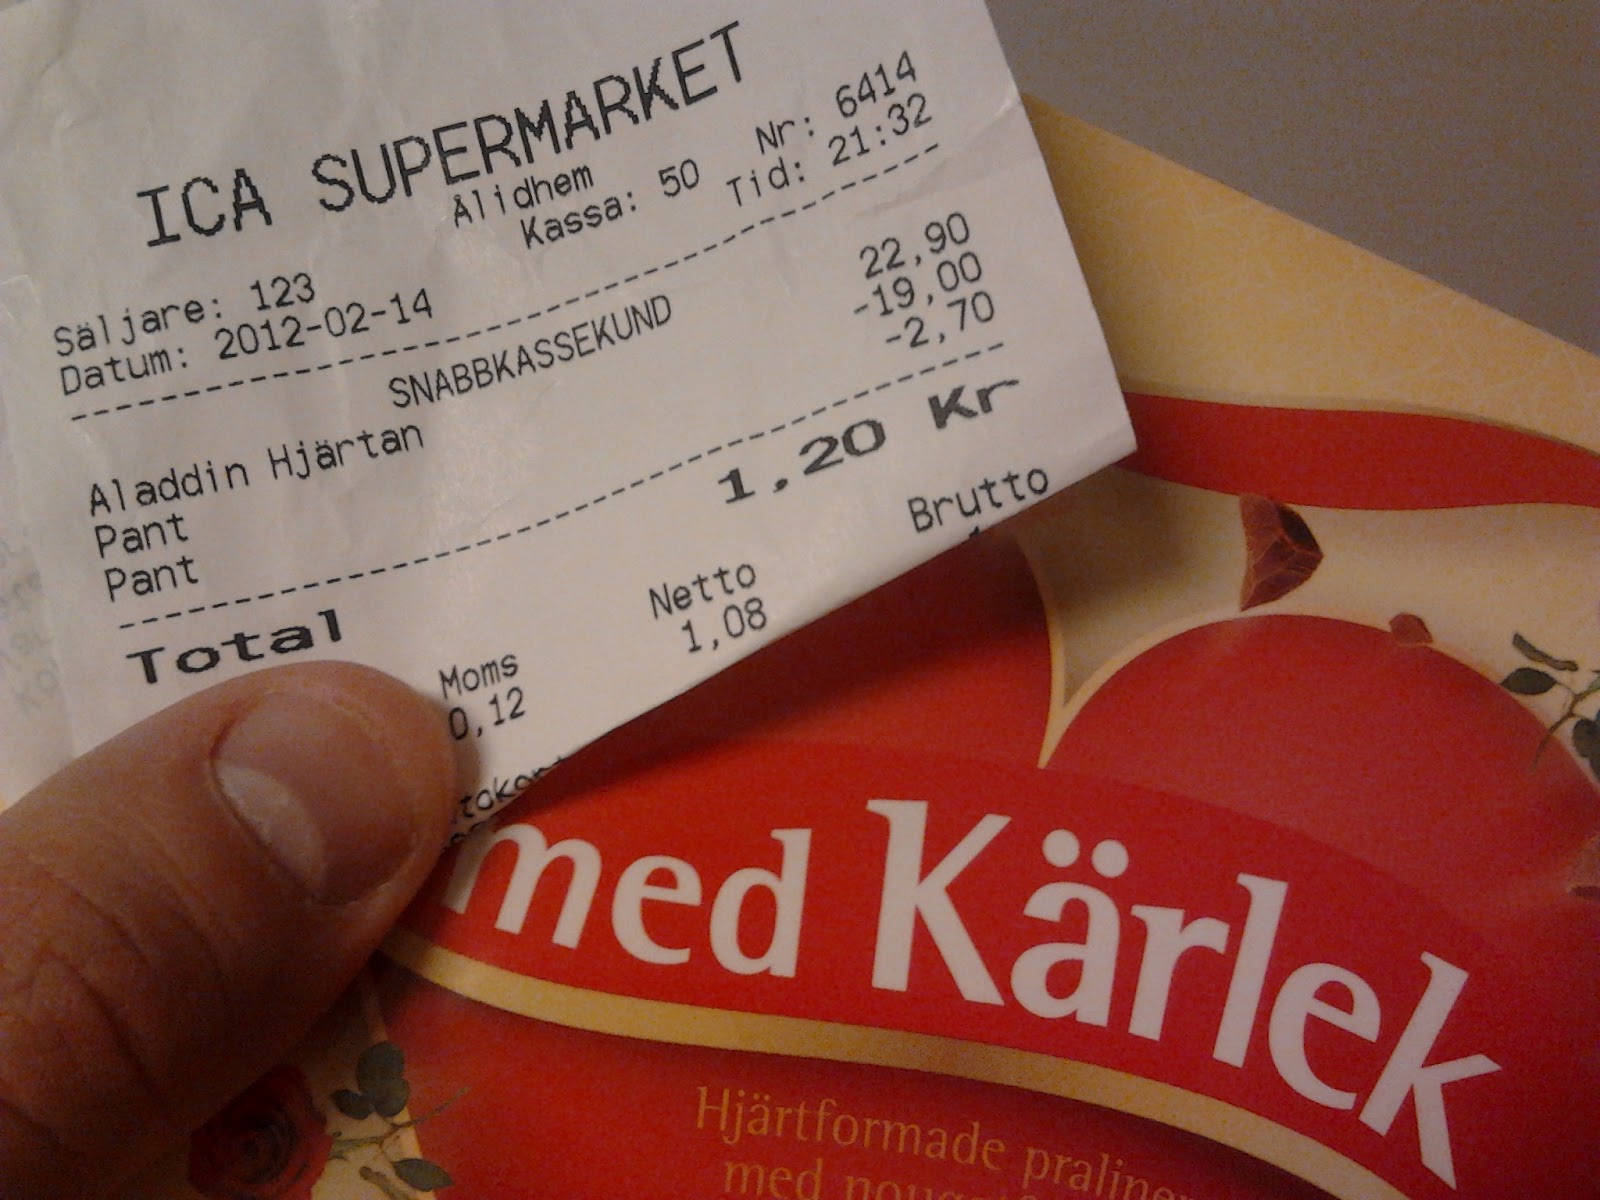 ICA SUPERMARKET
Ålidhem
Kassa: 50 Nr: 6414
Säljare: 123
Datum: 2012-02-14 Tid: 21:32
SNABBKASSEKUND
Aladdin Hjärtan 22,90
Pant -19,00
Pant -2,70
Total 1.20 Kr
Moms Netto Brutto
0,12 1,08
med Kärlek
Hjärtformade praliner
med